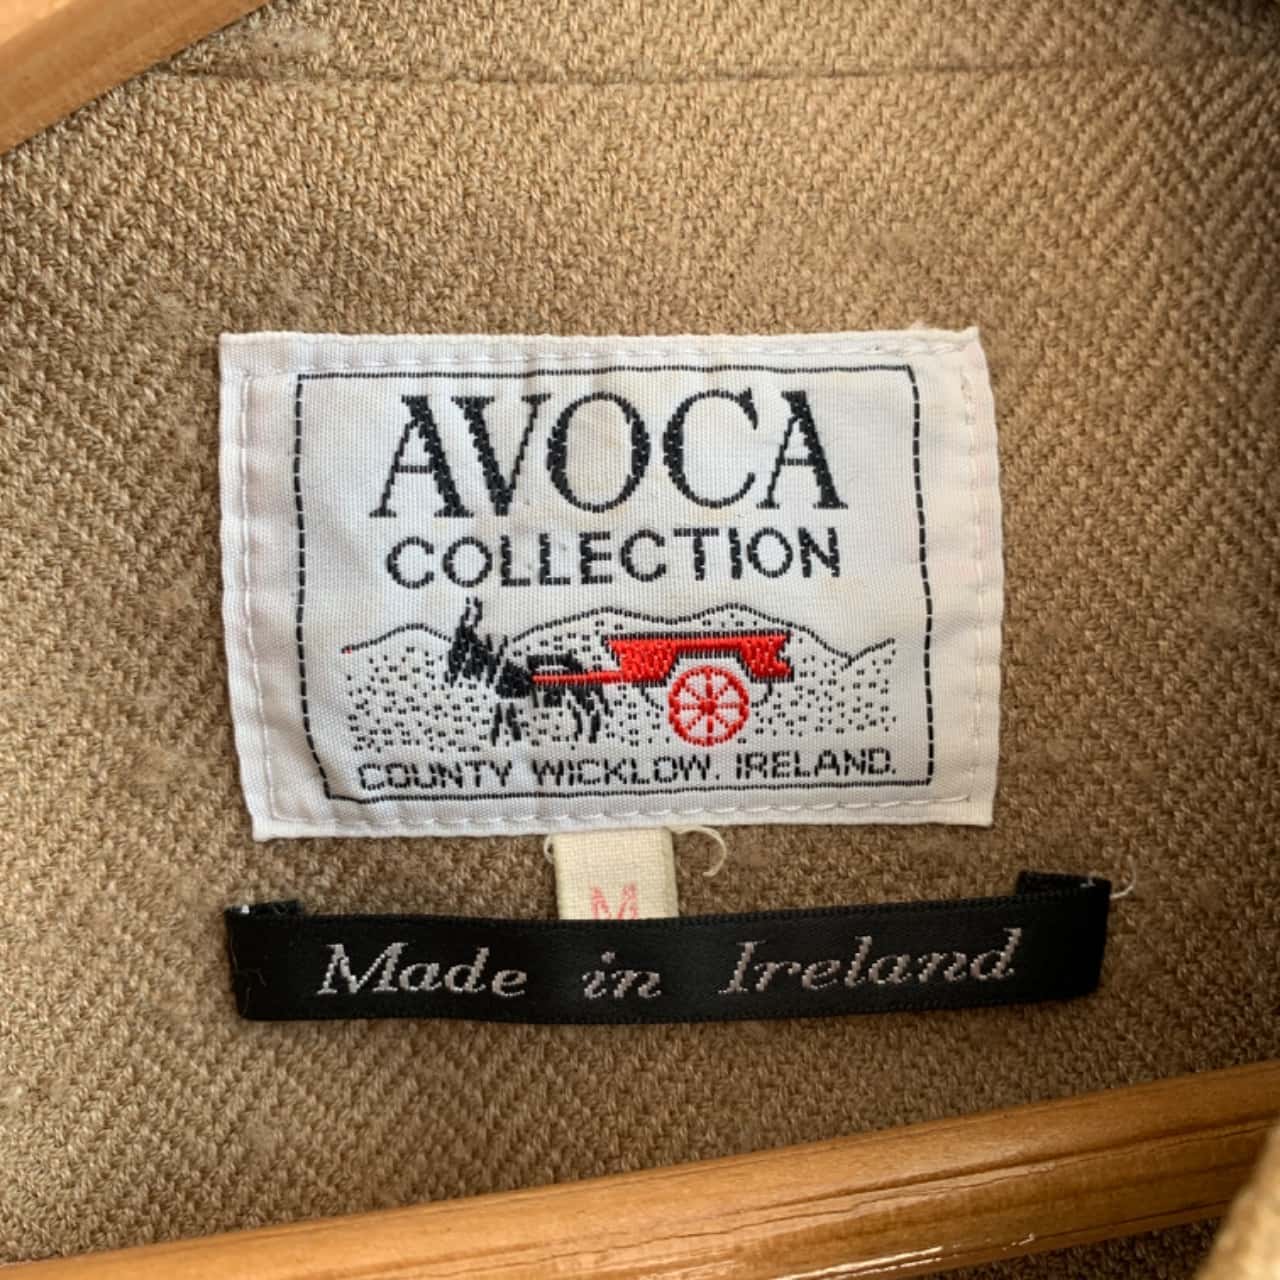 AVOCA
COLLECTION
COUNTY WICKLOW. IRELAND.
M
Made in Ireland